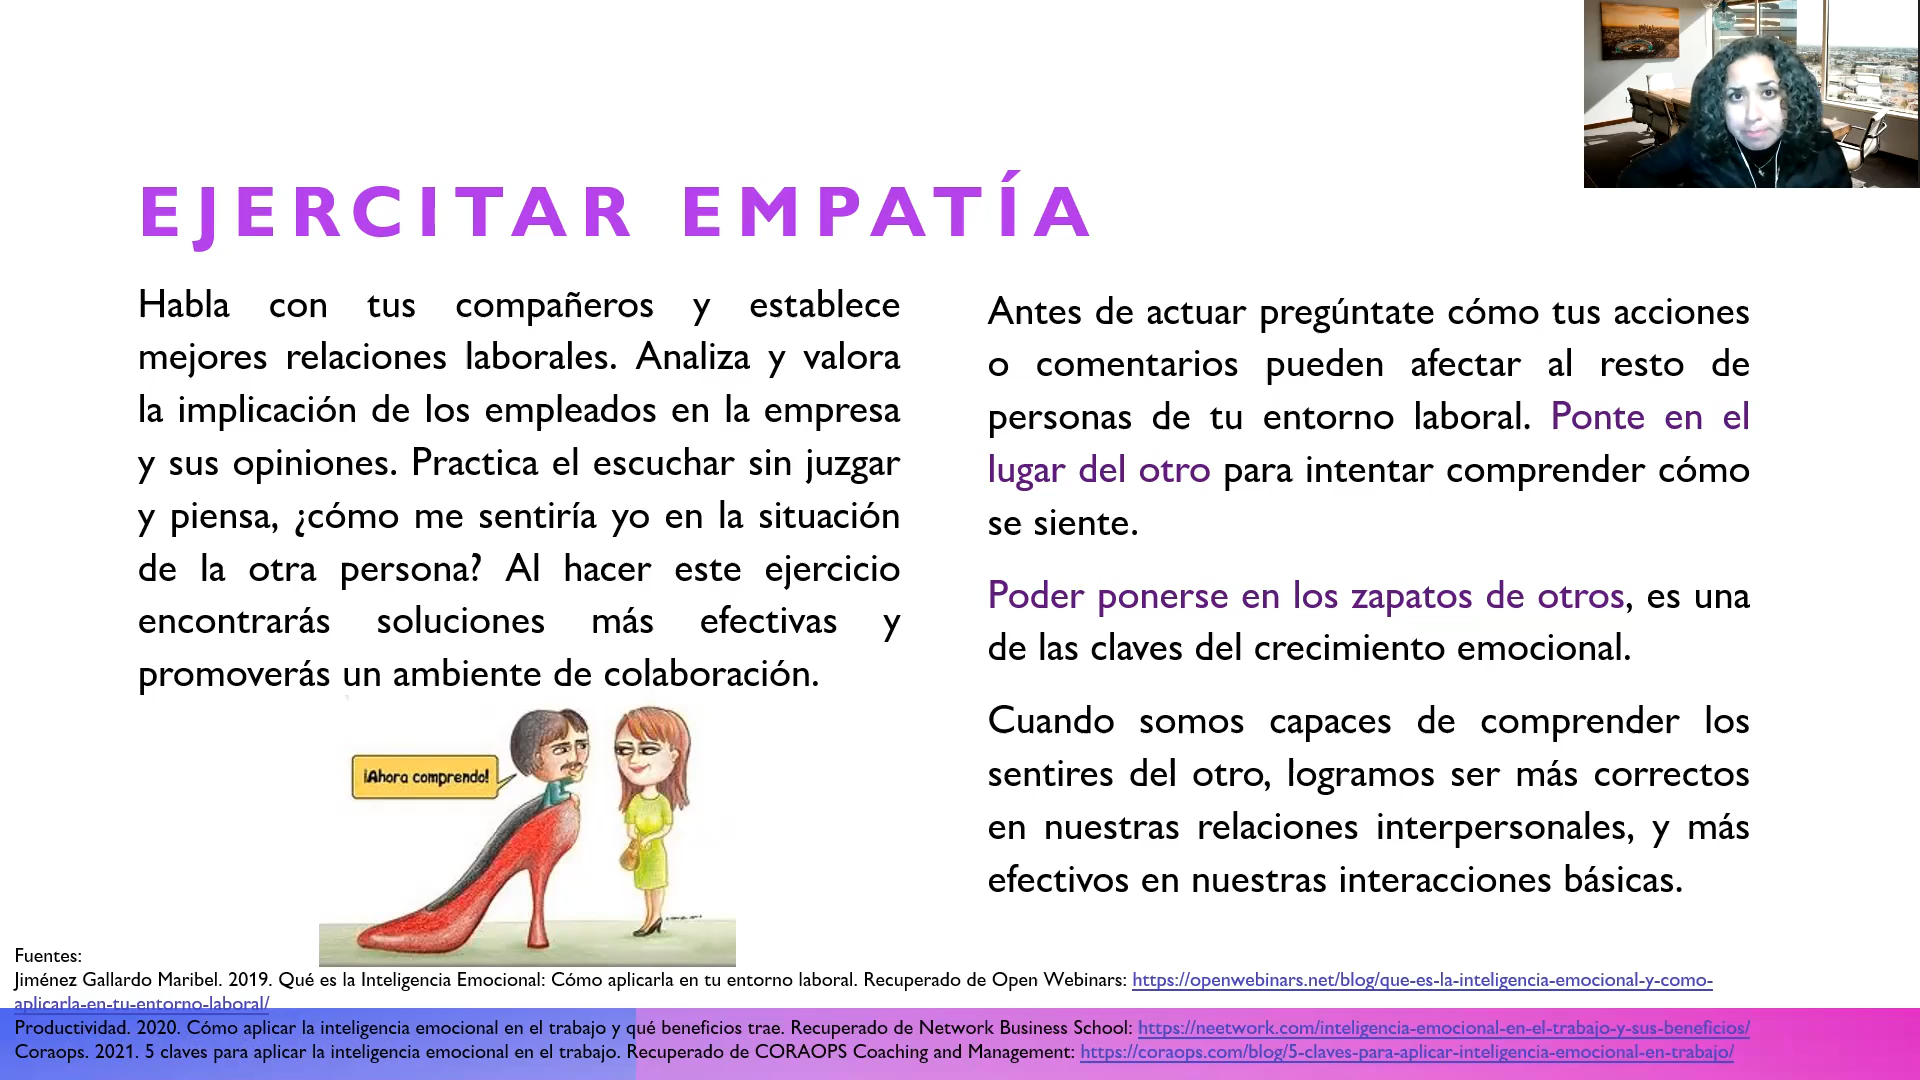 EJERCITAR EMPATÍA
Habla con tus compañeros y establece
mejores relaciones laborales. Analiza y valora
la implicación de los empleados en la empresa
y sus opiniones. Practica el escuchar sin juzgar
y piensa, ¿cómo me sentiría yo en la situación
de la otra persona? Al hacer este ejercicio
encontrarás soluciones más efectivas y
promoverás un ambiente de colaboración.
¡Ahora comprendo!
Antes de actuar pregúntate cómo tus acciones
o comentarios pueden afectar al resto de
personas de tu entorno laboral. Ponte en el
lugar del otro para intentar comprender cómo
se siente.
Poder ponerse en los zapatos de otros, es una
de las claves del crecimiento emocional.
Cuando somos capaces de comprender los
sentires del otro, logramos ser más correctos
en nuestras relaciones interpersonales, y más
efectivos en nuestras interacciones básicas.
Fuentes:
Jiménez Gallardo Maribel. 2019. Qué es la Inteligencia Emocional: Cómo aplicarla en tu entorno laboral. Recuperado de Open Webinars: https://openwebinars.net/blog/que-es-la-inteligencia-emocional-y-como-
aplicarla-en-tu-entorno-laboral/
Productividad. 2020. Cómo aplicar la inteligencia emocional en el trabajo y qué beneficios trae. Recuperado de Network Business School: https://neetwork.com/inteligencia-emocional-en-el-trabajo-y-sus-beneficios/
Coraops. 2021. 5 claves para aplicar la inteligencia emocional en el trabajo. Recuperado de CORAOPS Coaching and Management: https://coraops.com/blog/5-claves-para-aplicar-inteligencia-emocional-en-trabajo/